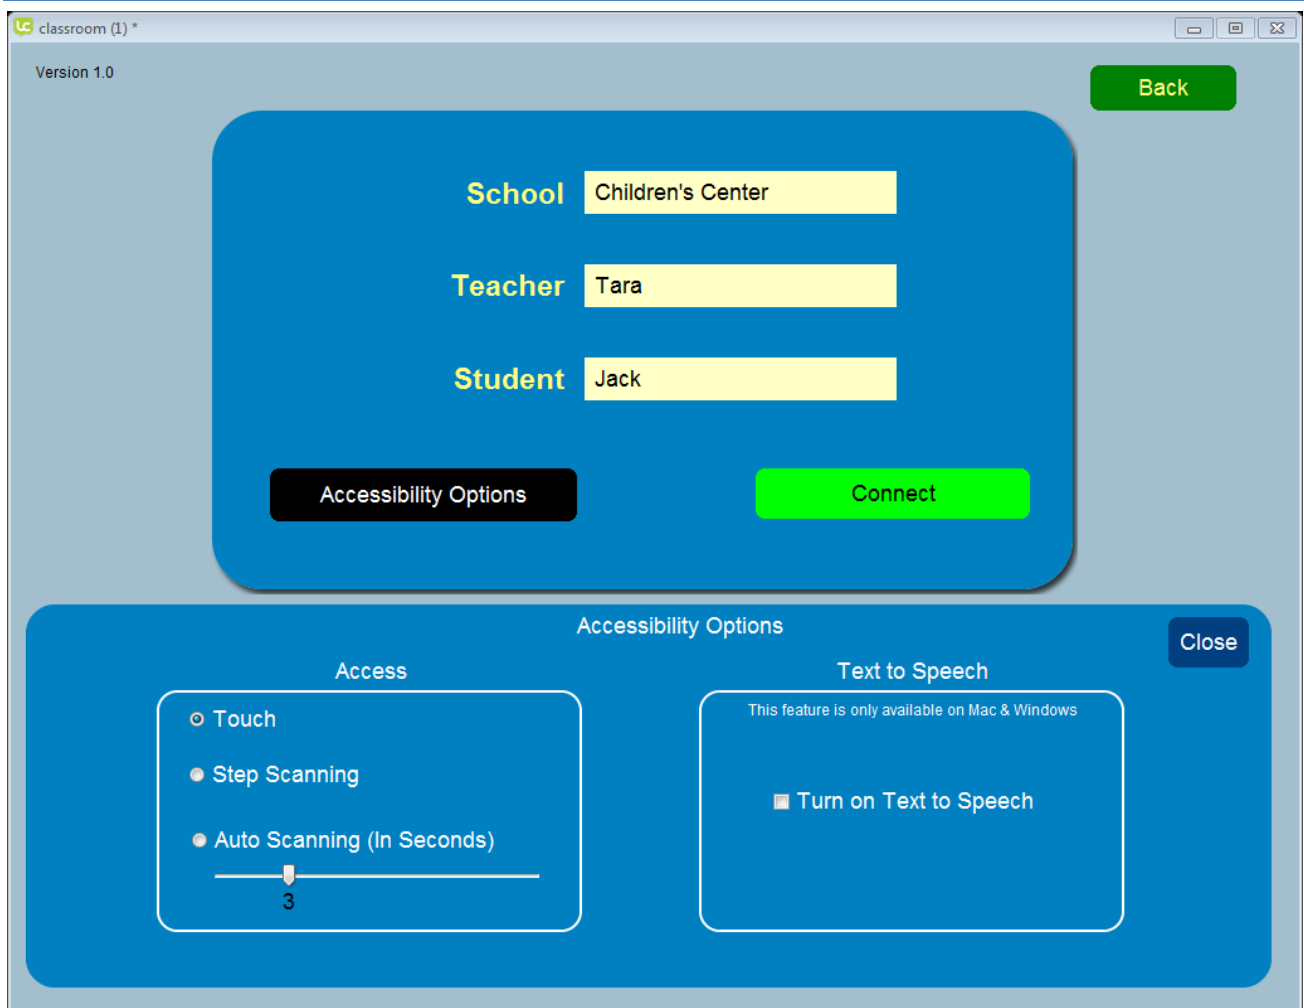 LC classroom (1) *
Version 1.0
Back
School Children's Center
Teacher Tara
Student Jack
Accessibility Options Connect
Accessibility Options
Close
Access
Touch
Step Scanning
Auto Scanning (In Seconds)
3
Text to Speech
This feature is only available on Mac & Windows
Turn on Text to Speech